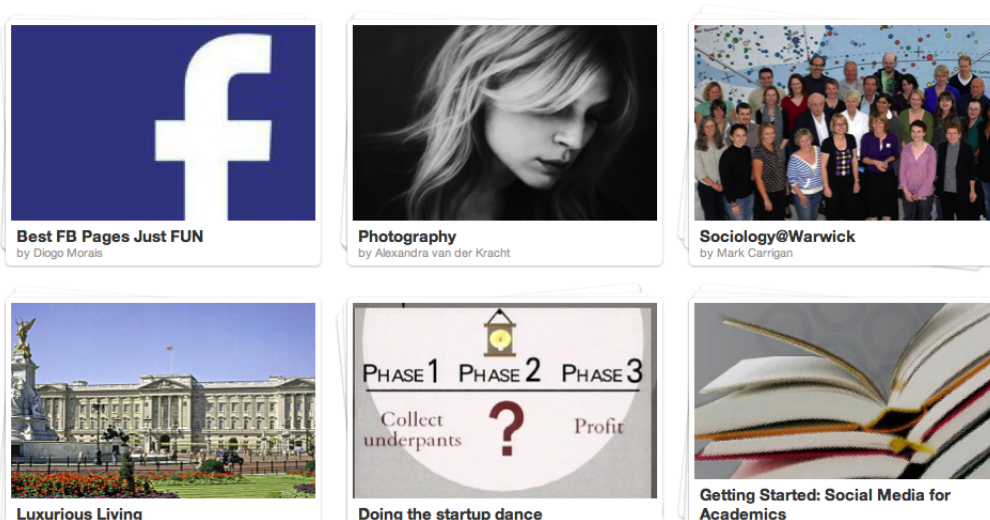 f
Best FB Pages Just FUN
by Diogo Morais
Photography
by Alexandra van der Kracht
Sociology@Warwick
by Mark Carrigan
Luxurious Living
PHASE 1 PHASE 2 PHASE 3
Collect
underpants
?
Profit
Doing the startup dance
Getting Started: Social Media for
Academics